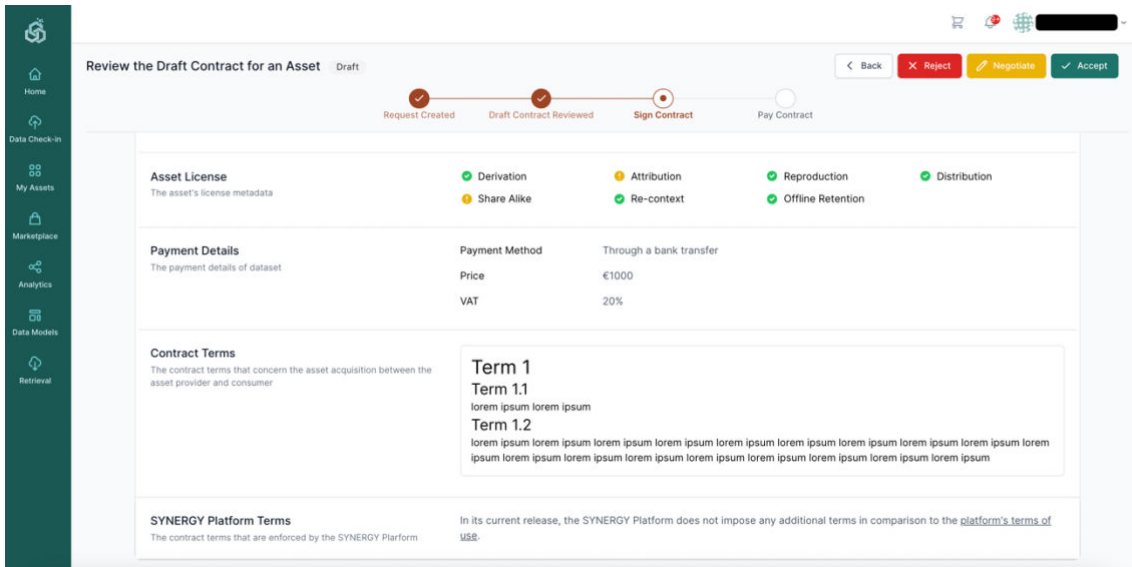 Review the Draft Contract for an Asset Draft
Back
Reject
Negotiate
Accept
Home
Data Check-in
My Assets
Marketplace
Analytics
Data Models
Retrieval
Request Created
Draft Contract Reviewed
Sign Contract
Pay Contract
Asset License
The asset's license metadata
Derivation Attribution Reproduction Distribution
Share Alike Re-context Offline Retention
Payment Details
The payment details of dataset
Payment Method Through a bank transfer
Price €1000
VAT 20%
Contract Terms
The contract terms that concern the asset acquisition between the
asset provider and consumer
Term 1
Term 1.1
lorem ipsum lorem ipsum
Term 1.2
lorem ipsum lorem ipsum lorem ipsum lorem ipsum lorem ipsum lorem ipsum lorem ipsum lorem ipsum lorem ipsum lorem
ipsum lorem ipsum lorem ipsum lorem ipsum lorem ipsum lorem ipsum lorem ipsum lorem ipsum lorem ipsum
SYNERGY Platform Terms
The contract terms that are enforced by the SYNERGY Plarform
In its current release, the SYNERGY Platform does not impose any additional terms in comparison to the platform's terms of
use.